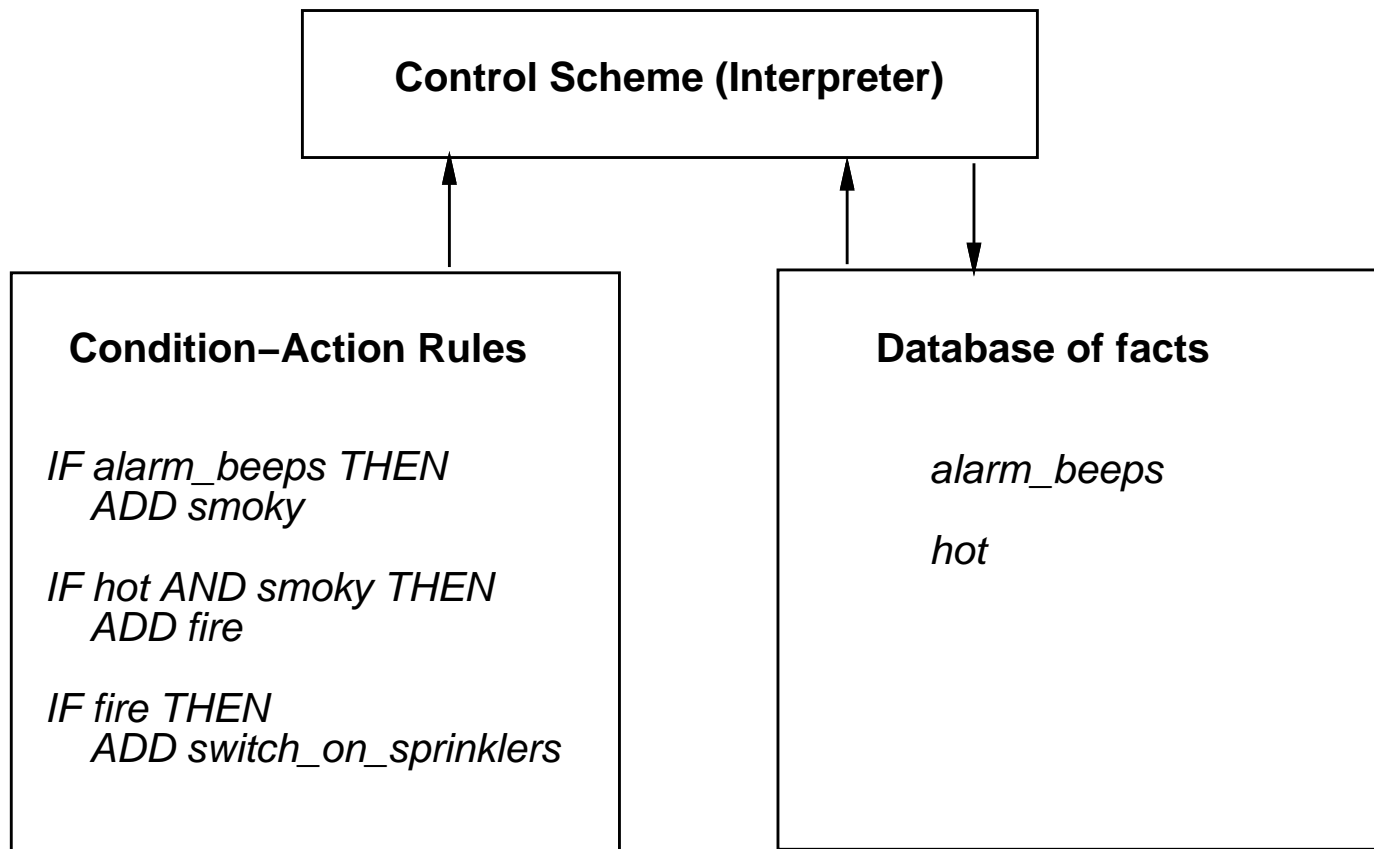 Control Scheme (Interpreter)
Condition–Action Rules
IF alarm_beeps THEN
ADD smoky
IF hot AND smoky THEN
ADD fire
IF fire THEN
ADD switch_on_sprinklers
Database of facts
alarm_beeps
hot